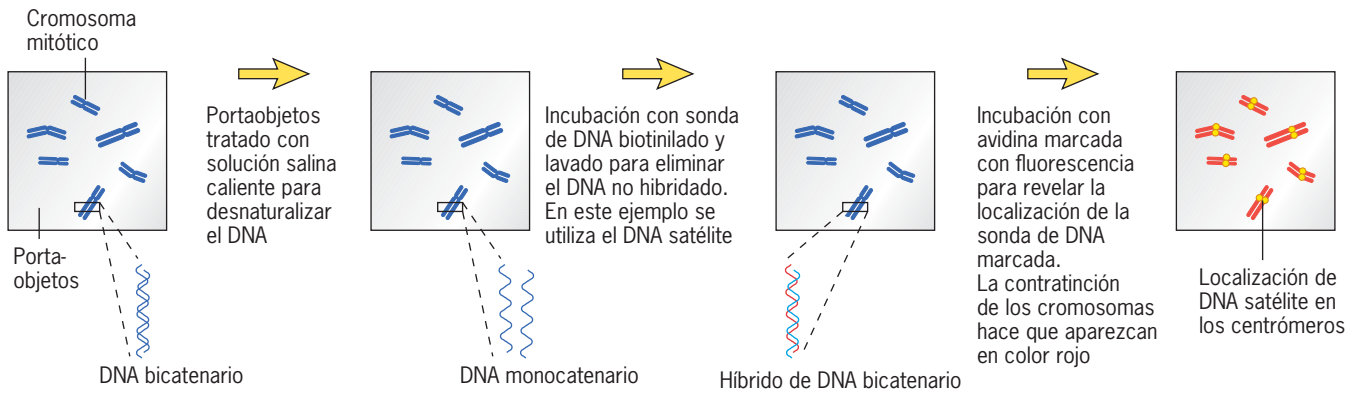 Cromosoma
mitótico
Porta-
objetos
DNA bicatenario
Portaobjetos
tratado con
solución salina
caliente para
desnaturalizar
el DNA
DNA monocatenario
Incubación con sonda
de DNA biotinilado y
lavado para eliminar
el DNA no hibridado.
En este ejemplo se
utiliza el DNA satélite
Híbrido de DNA bicatenario
Incubación con
avidina marcada
con fluorescencia
para revelar la
localización de la
sonda de DNA
marcada.
La contratinción
de los cromosomas
hace que aparezcan
en color rojo
Localización de
DNA satélite en
los centrómeros